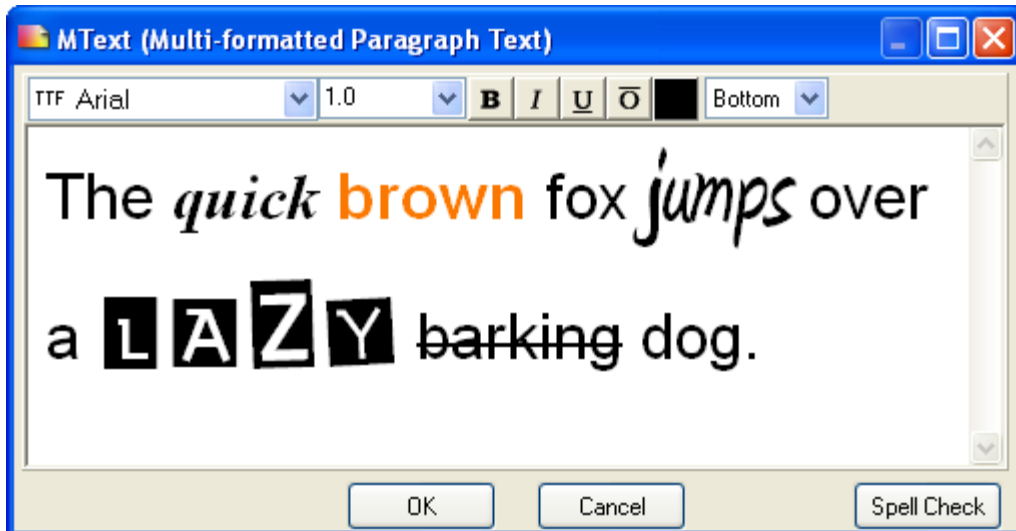 MText (Multi-formatted Paragraph Text)
TTF Arial 1.0 B I U O Bottom
The quick brown fox jumps over
a LAZY barking dog.
OK Cancel Spell Check